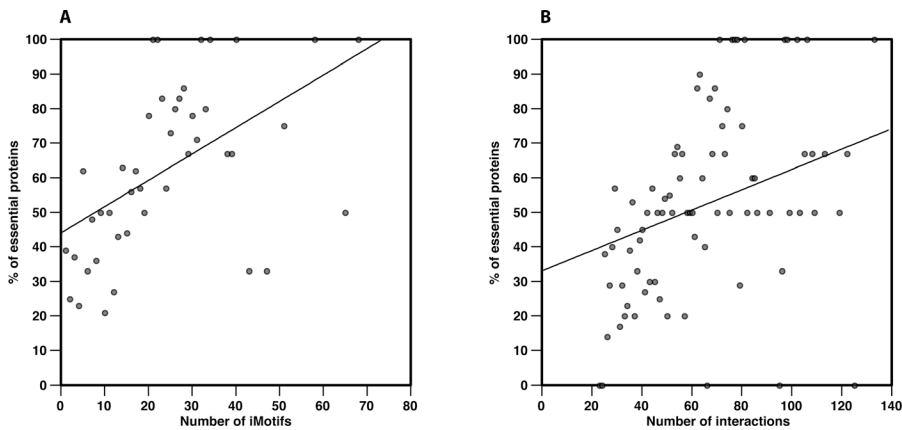 A
B
100
90
80
70
60
50
40
30
20
10
0
% of essential proteins
0 10 20 30 40 50 60 70 80
Number of iMotifs
100
90
80
70
60
50
40
30
20
10
0
% of essential proteins
0 20 40 60 80 100 120 140
Number of interactions